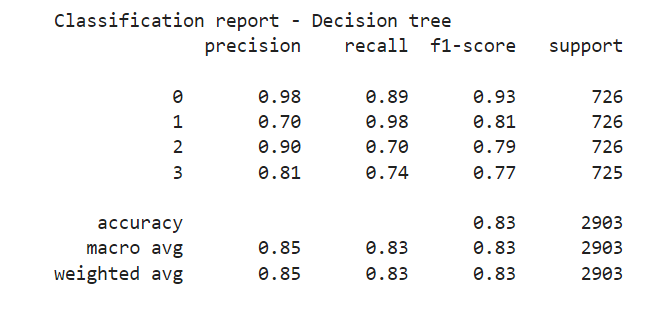 Classification report - Decision tree
precision recall f1-score support
0 0.98 0.89 0.93 726
1 0.70 0.98 0.81 726
2 0.90 0.70 0.79 726
3 0.81 0.74 0.77 725
accuracy 0.83 2903
macro avg 0.85 0.83 0.83 2903
weighted avg 0.85 0.83 0.83 2903